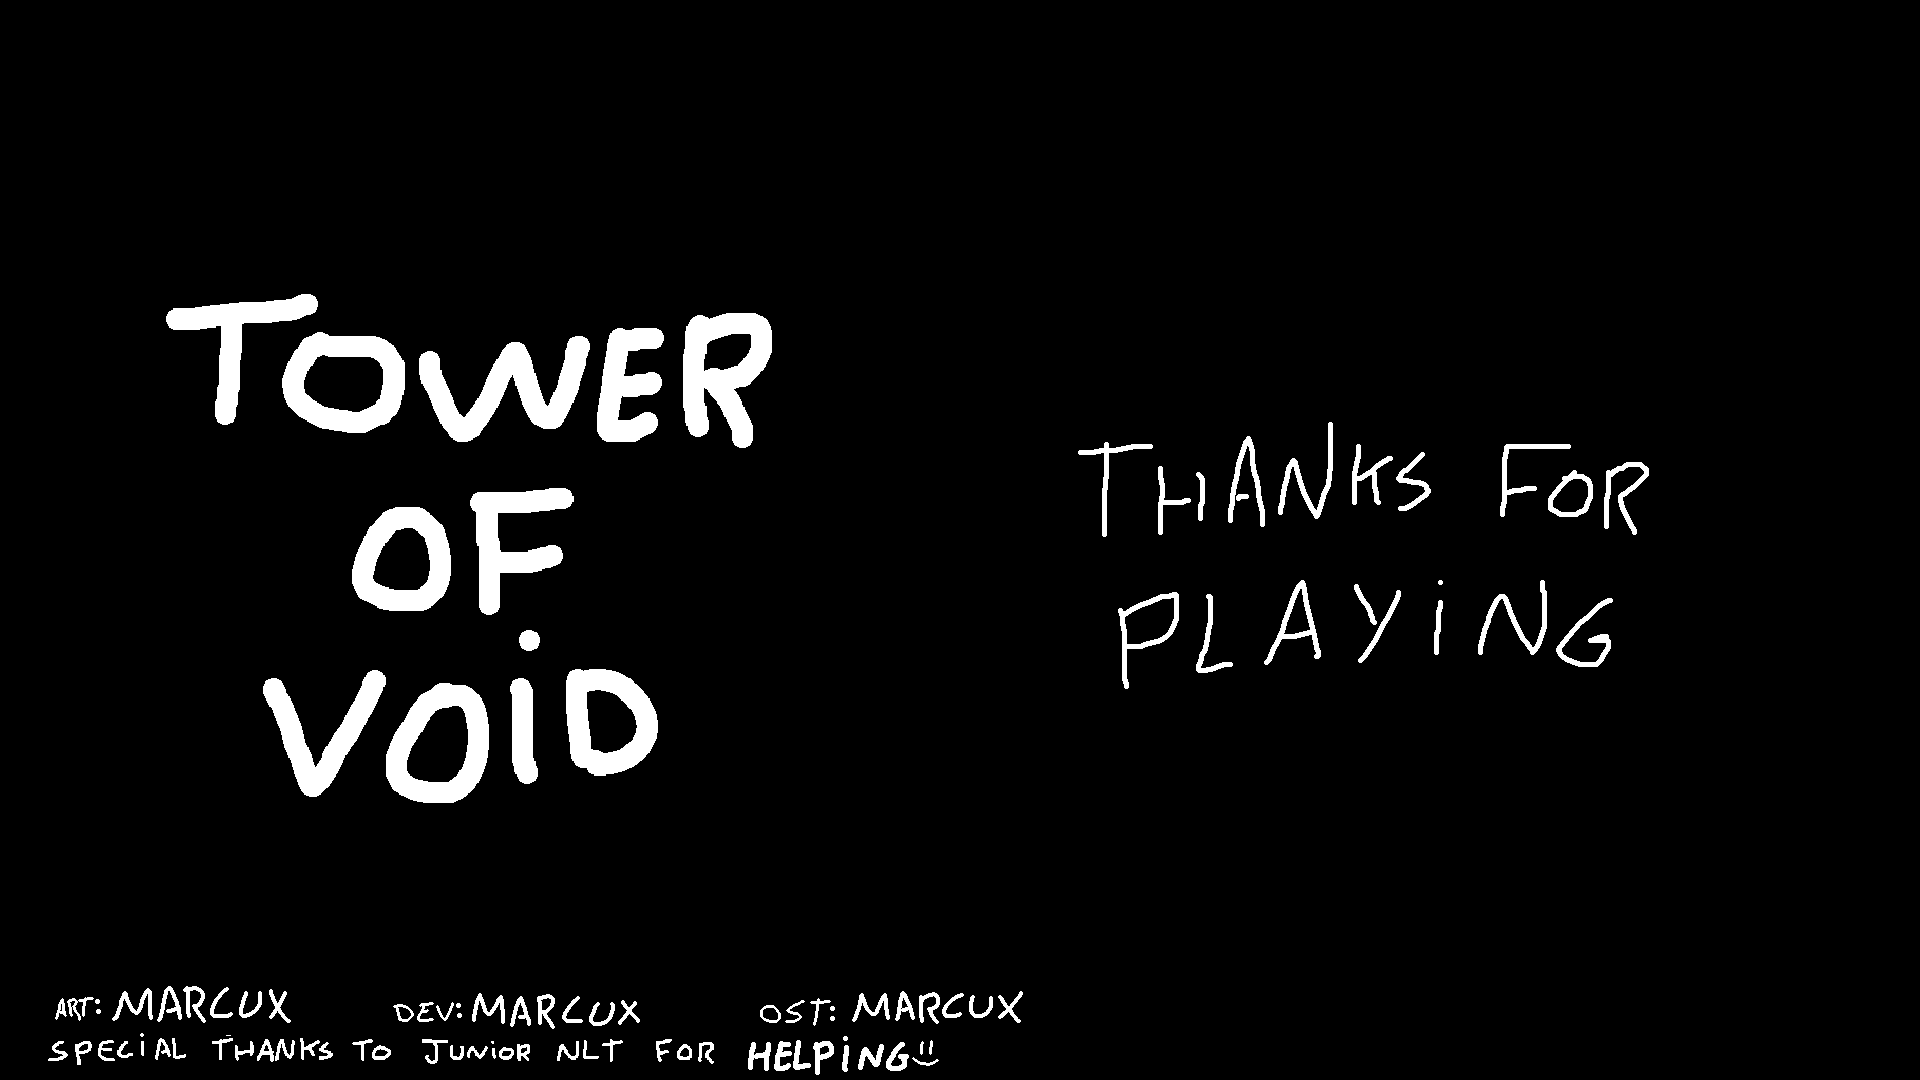 TOWER
OF
VOiD
THANKS FOR
PLAYiNG
ART: MARCUX
DEV: MARCUX
OST: MARCUX
SPECiAL THANKS TO JUNiOR NLT FOR HELPiNG